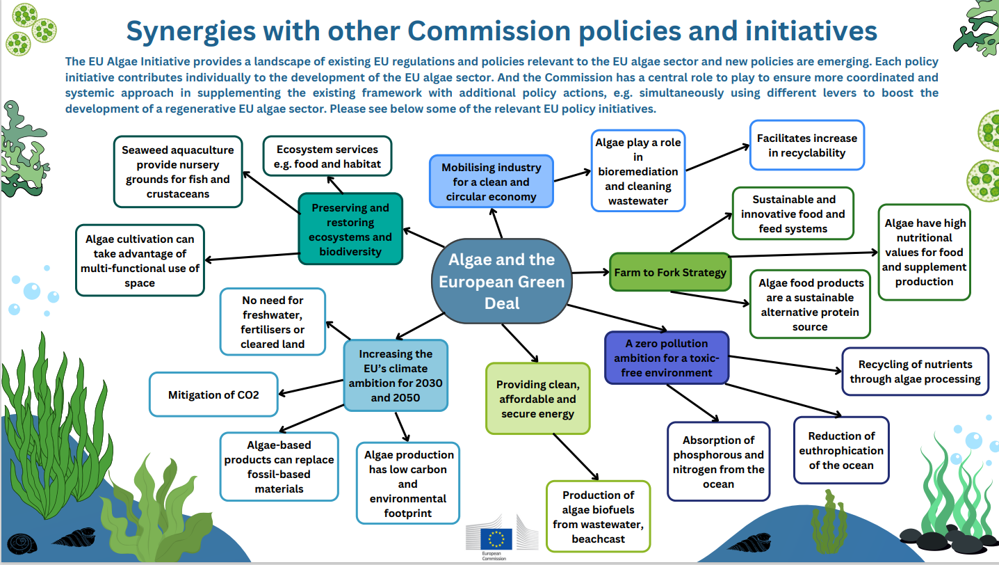 Synergies with other Commission policies and initiatives
The EU Algae Initiative provides a landscape of existing EU regulations and policies relevant to the EU algae sector and new policies are emerging. Each policy
initiative contributes individually to the development of the EU algae sector. And the Commission has a central role to play to ensure more coordinated and
systemic approach in supplementing the existing framework with additional policy actions, e.g. simultaneously using different levers to boost the
development of a regenerative EU algae sector. Please see below some of the relevant EU policy initiatives.
Seaweed aquaculture
provide nursery
grounds for fish and
crustaceans
Ecosystem services
e.g. food and habitat
Preserving and
restoring
ecosystems and
biodiversity
Algae cultivation can
take advantage of
multi-functional use of
space
Mobilising industry
for a clean and
circular economy
Algae play a role
in
bioremediation
and cleaning
wastewater
Facilitates increase
in recyclability
Algae and the
European Green
Deal
Farm to Fork Strategy
Sustainable and
innovative food and
feed systems
Algae have high
nutritional
values for food
and supplement
production
Algae food products
are a sustainable
alternative protein
source
No need for
freshwater,
fertilisers or
cleared land
Increasing the
EU’s climate
ambition for 2030
and 2050
Mitigation of CO2
Algae-based
products can replace
fossil-based
materials
Algae production
has low carbon
and
environmental
footprint
Providing clean,
affordable and
secure energy
Production of
algae biofuels
from wastewater,
beachcast
A zero pollution
ambition for a toxic-
free environment
Recycling of nutrients
through algae processing
Absorption of
phosphorous and
nitrogen from the
ocean
Reduction of
euthrophication
of the ocean
European
Commission